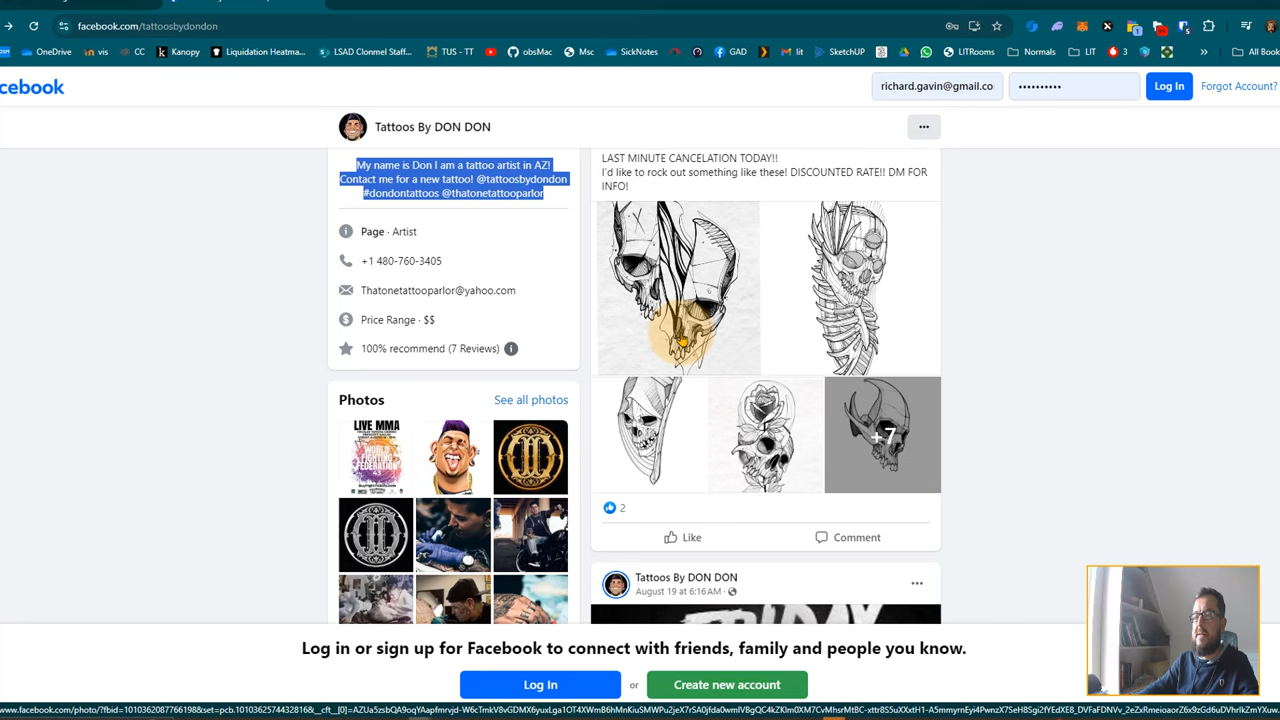 facebook.com/tattoosbydondon
OneDrive vis CC Kanopy Liquidation Heatma... LSAD Clonmel Staff... TUS - TT obsMac Msc SickNotes GAD lit SketchUP LITRooms Normals LIT 3 All Book
cebook
richard.gavin@gmail.co
••••••••••
Log In
Forgot Account?
Tattoos By DON DON
My name is Don I am a tattoo artist in AZ!
Contact me for a new tattoo! @tattoosbydondon
#dondontattoos @thatonetattooparlor
Page · Artist
+1 480-760-3405
Thatonetattooparlor@yahoo.com
Price Range · $$
100% recommend (7 Reviews)
Photos
See all photos
LIVE MMA
WORLD
FIGHTING
FEDERATION
LAST MINUTE CANCELATION TODAY!!
I'd like to rock out something like these! DISCOUNTED RATE!! DM FOR
INFO!
+7
2
Like
Comment
Tattoos By DON DON
August 19 at 6:16 AM ·
FRIDAY
Log in or sign up for Facebook to connect with friends, family and people you know.
Log In
or
Create new account